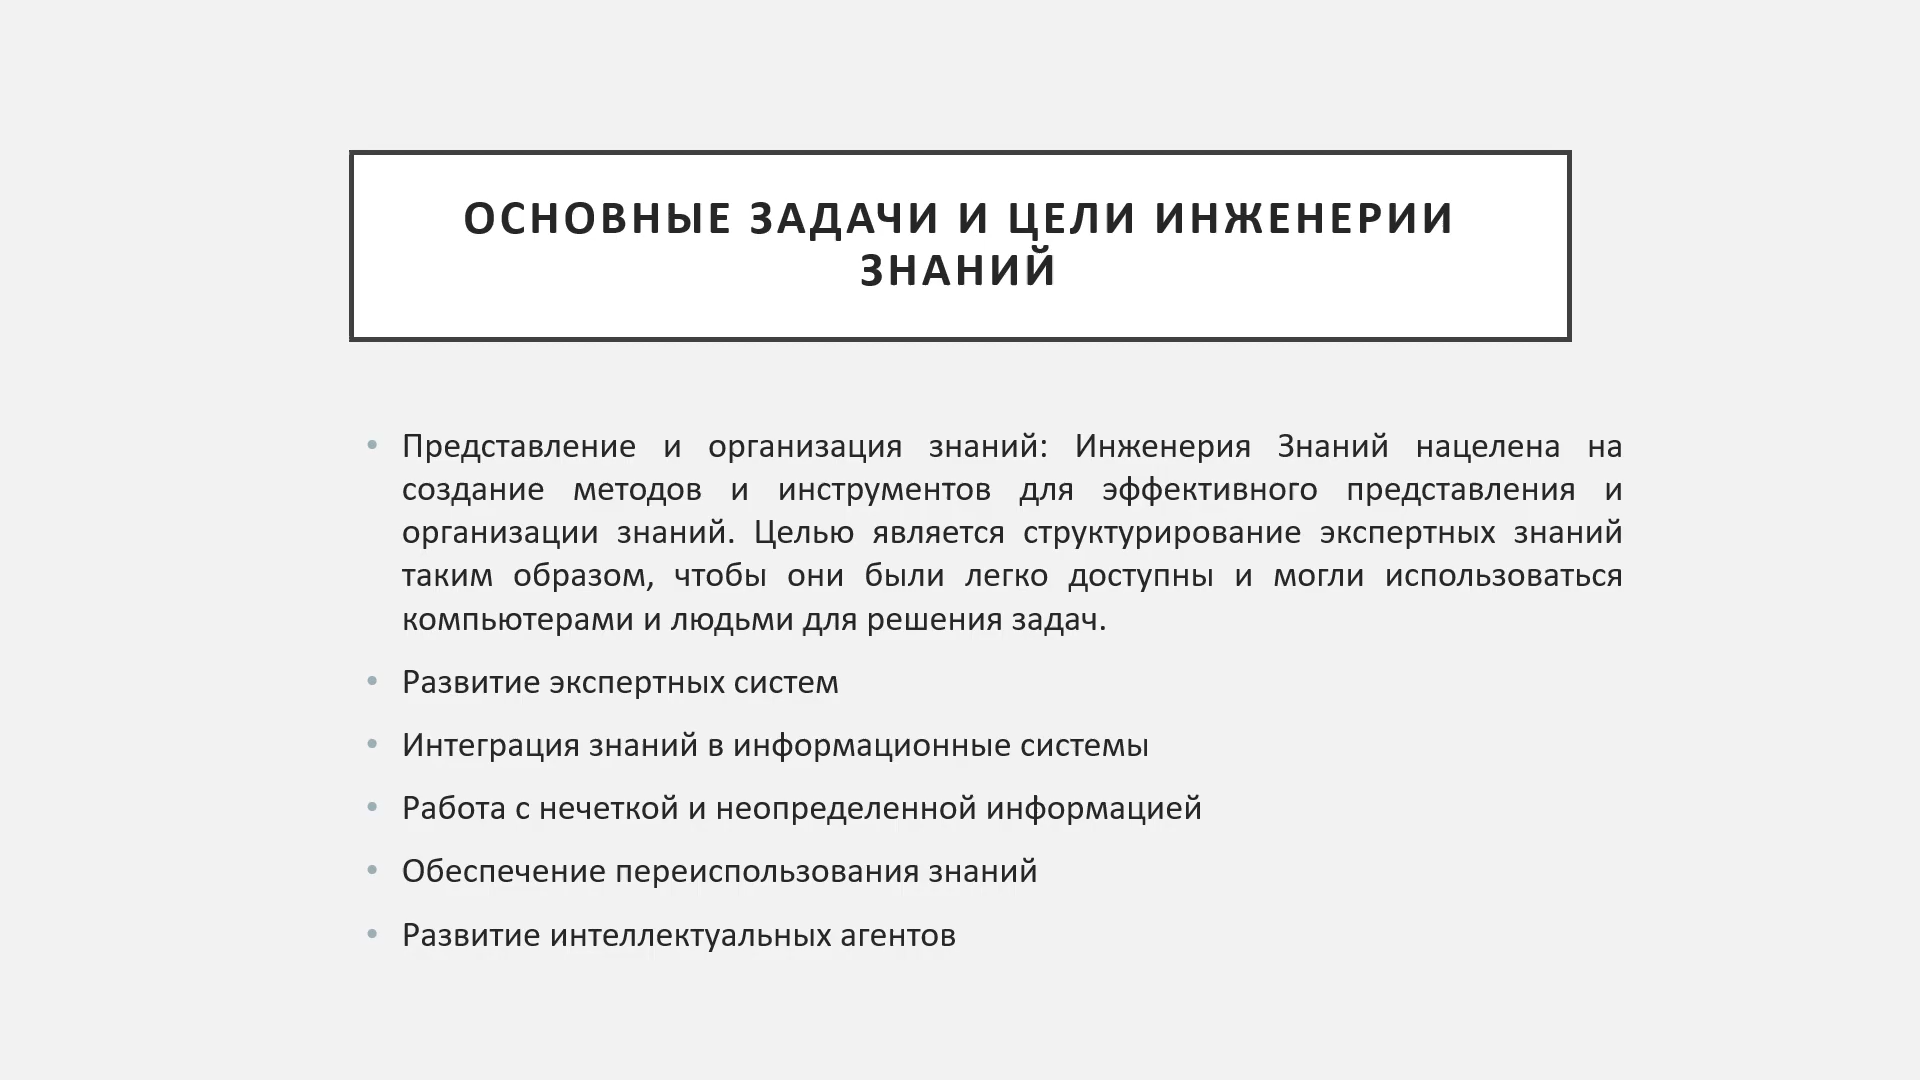 ОСНОВНЫЕ ЗАДАЧИ И ЦЕЛИ ИНЖЕНЕРИИ
ЗНАНИЙ
• Представление и организация знаний: Инженерия Знаний нацелена на
создание методов и инструментов для эффективного представления и
организации знаний. Целью является структурирование экспертных знаний
таким образом, чтобы они были легко доступны и могли использоваться
компьютерами и людьми для решения задач.
• Развитие экспертных систем
• Интеграция знаний в информационные системы
• Работа с нечеткой и неопределенной информацией
• Обеспечение переиспользования знаний
• Развитие интеллектуальных агентов